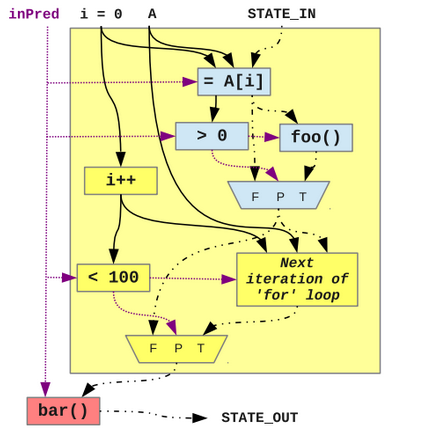 inPred i = 0 A STATE_IN
= A[i]
> 0 foo()
i++
F P T
< 100
Next
iteration of
'for' loop
F P T
bar()
STATE_OUT